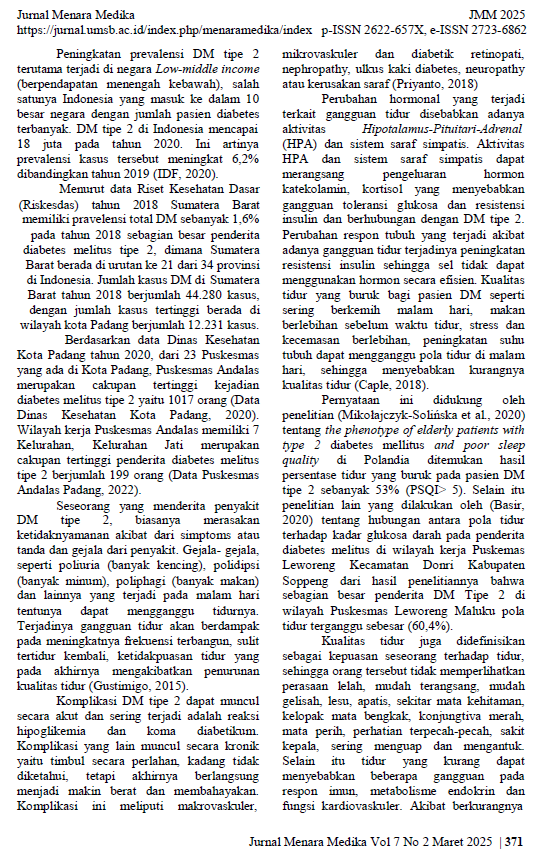 Jurnal Menara Medika JMM 2025
https://jurnal.umsb.ac.id/index.php/menaramedika/index p-ISSN 2622-657X, e-ISSN 2723-6862
Peningkatan prevalensi DM tipe 2
terutama terjadi di negara Low-middle income
(berpendapatan menengah kebawah), salah
satunya Indonesia yang masuk ke dalam 10
besar negara dengan jumlah pasien diabetes
terbanyak. DM tipe 2 di Indonesia mencapai
18 juta pada tahun 2020. Ini artinya
prevalensi kasus tersebut meningkat 6,2%
dibandingkan tahun 2019 (IDF, 2020).
Menurut data Riset Kesehatan Dasar
(Riskesdas) tahun 2018 Sumatera Barat
memiliki pravelensi total DM sebanyak 1,6%
pada tahun 2018 sebagian besar penderita
diabetes melitus tipe 2, dimana Sumatera
Barat berada di urutan ke 21 dari 34 provinsi
di Indonesia. Jumlah kasus DM di Sumatera
Barat tahun 2018 berjumlah 44.280 kasus,
dengan jumlah kasus tertinggi berada di
wilayah kota Padang berjumlah 12.231 kasus.
Berdasarkan data Dinas Kesehatan
Kota Padang tahun 2020, dari 23 Puskesmas
yang ada di Kota Padang, Puskesmas Andalas
merupakan cakupan tertinggi kejadian
diabetes melitus tipe 2 yaitu 1017 orang (Data
Dinas Kesehatan Kota Padang, 2020).
Wilayah kerja Puskesmas Andalas memiliki 7
Kelurahan, Kelurahan Jati merupakan
cakupan tertinggi penderita diabetes melitus
tipe 2 berjumlah 199 orang (Data Puskesmas
Andalas Padang, 2022).
Seseorang yang menderita penyakit
DM tipe 2, biasanya merasakan
ketidaknyamanan akibat dari simptoms atau
tanda dan gejala dari penyakit. Gejala- gejala,
seperti poliuria (banyak kencing), polidipsi
(banyak minum), poliphagi (banyak makan)
dan lainnya yang terjadi pada malam hari
tentunya dapat mengganggu tidurnya.
Terjadinya gangguan tidur akan berdampak
pada meningkatnya frekuensi terbangun, sulit
tertidur kembali, ketidakpuasan tidur yang
pada akhirnya mengakibatkan penurunan
kualitas tidur (Gustimigo, 2015).
Komplikasi DM tipe 2 dapat muncul
secara akut dan sering terjadi adalah reaksi
hipoglikemia dan koma diabetikum.
Komplikasi yang lain muncul secara kronik
yaitu timbul secara perlahan, kadang tidak
diketahui, tetapi akhirnya berlangsung
menjadi makin berat dan membahayakan.
Komplikasi ini meliputi makrovaskuler,
mikrovaskuler dan diabetik retinopati,
nephropathy, ulkus kaki diabetes, neuropathy
atau kerusakan saraf (Priyanto, 2018)
Perubahan hormonal yang terjadi
terkait gangguan tidur disebabkan adanya
aktivitas Hipotalamus-Pituitari-Adrenal
(HPA) dan sistem saraf simpatis. Aktivitas
HPA dan sistem saraf simpatis dapat
merangsang pengeluaran hormon
katekolamin, kortisol yang menyebabkan
gangguan toleransi glukosa dan resistensi
insulin dan berhubungan dengan DM tipe 2.
Perubahan respon tubuh yang terjadi akibat
adanya gangguan tidur terjadinya peningkatan
resistensi insulin sehingga sel tidak dapat
menggunakan hormon secara efisien. Kualitas
tidur yang buruk bagi pasien DM seperti
sering berkemih malam hari, makan
berlebihan sebelum waktu tidur, stress dan
kecemasan berlebihan, peningkatan suhu
tubuh dapat mengganggu pola tidur di malam
hari, sehingga menyebabkan kurangnya
kualitas tidur (Caple, 2018).
Pernyataan ini didukung oleh
penelitian (Mikołajczyk-Solińska et al., 2020)
tentang the phenotype of elderly patients with
type 2 diabetes mellitus and poor sleep
quality di Polandia ditemukan hasil
persentase tidur yang buruk pada pasien DM
tipe 2 sebanyak 53% (PSQI> 5). Selain itu
penelitian lain yang dilakukan oleh (Basir,
2020) tentang hubungan antara pola tidur
terhadap kadar glukosa darah pada penderita
diabetes melitus di wilayah kerja Puskemas
Leworeng Kecamatan Donri Kabupaten
Soppeng dari hasil penelitiannya bahwa
sebagian besar penderita DM Tipe 2 di
wilayah Puskesmas Leworeng Maluku pola
tidur terganggu sebesar (60,4%).
Kualitas tidur juga didefinisikan
sebagai kepuasan seseorang terhadap tidur,
sehingga orang tersebut tidak memperlihatkan
perasaan lelah, mudah terangsang, mudah
gelisah, lesu, apatis, sekitar mata kehitaman,
kelopak mata bengkak, konjungtiva merah,
mata perih, perhatian terpecah-pecah, sakit
kepala, sering menguap dan mengantuk.
Selain itu tidur yang kurang dapat
menyebabkan beberapa gangguan pada
respon imun, metabolisme endokrin dan
fungsi kardiovaskuler. Akibat berkurangnya
Jurnal Menara Medika Vol 7 No 2 Maret 2025 | 371